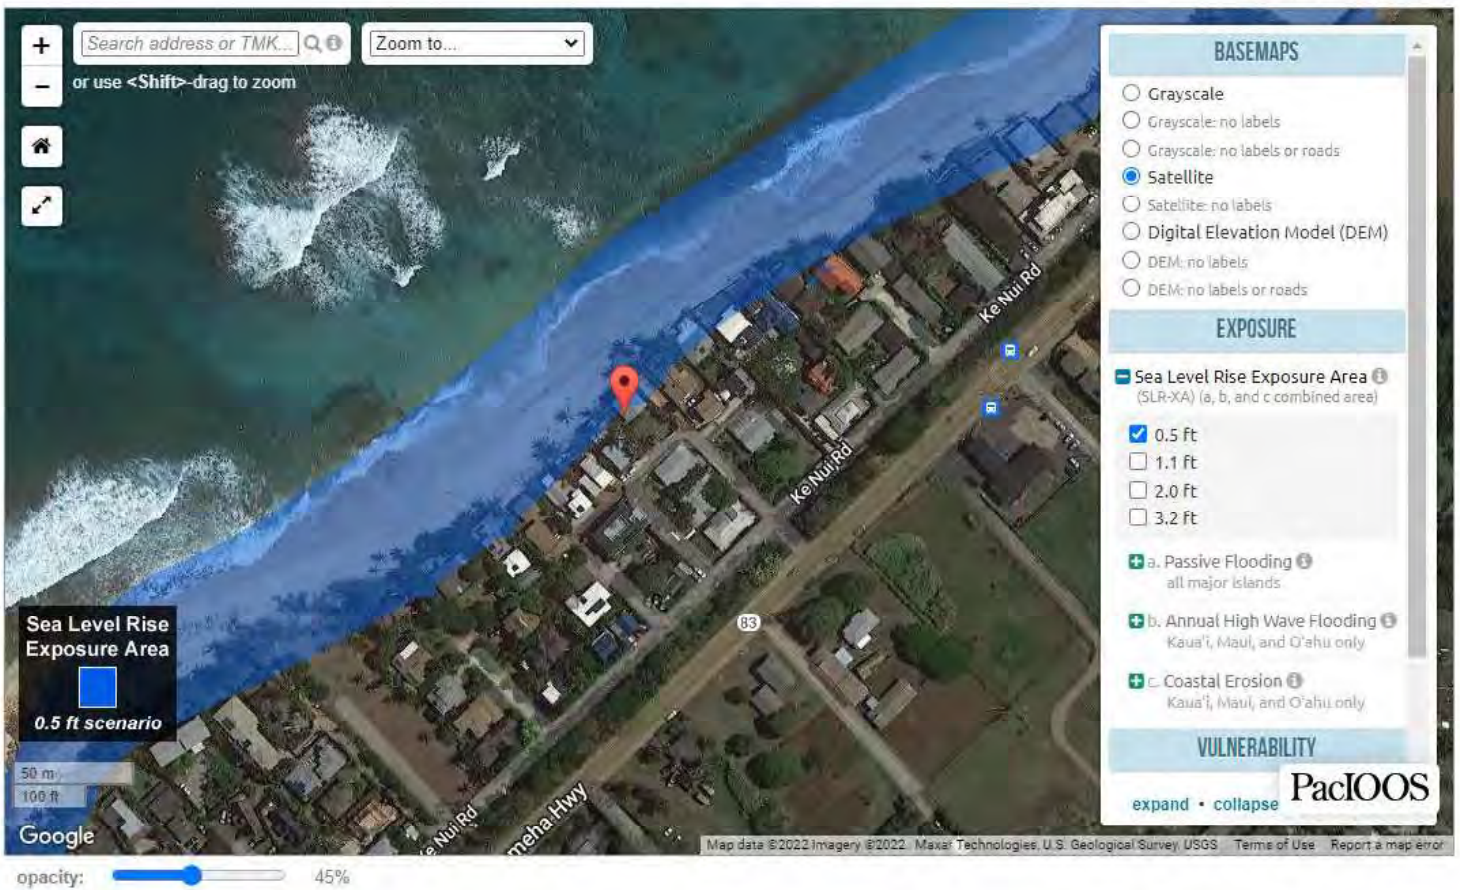 +
Search address or TMK...
Zoom to...
−
or use <Shift>-drag to zoom
BASEMAPS
Grayscale
Grayscale: no labels
Grayscale: no labels or roads
Satellite
Satellite: no labels
Digital Elevation Model (DEM)
DEM: no labels
DEM: no labels or roads
EXPOSURE
Sea Level Rise Exposure Area
(SLR-XA) (a, b, and c combined area)
0.5 ft
1.1 ft
2.0 ft
3.2 ft
a. Passive Flooding
all major islands
b. Annual High Wave Flooding
Kauaʻi, Maui, and Oʻahu only
c. Coastal Erosion
Kauaʻi, Maui, and Oʻahu only
VULNERABILITY
expand • collapse
PacIOOS
Ke Nui Rd
Ke Nui Rd
83
e Nui Rd
meha Hwy
Sea Level Rise
Exposure Area
0.5 ft scenario
50 m
100 ft
Google
Map data ©2022 Imagery ©2022 , Maxar Technologies, U.S. Geological Survey, USGS
Terms of Use
Report a map error
opacity:
45%